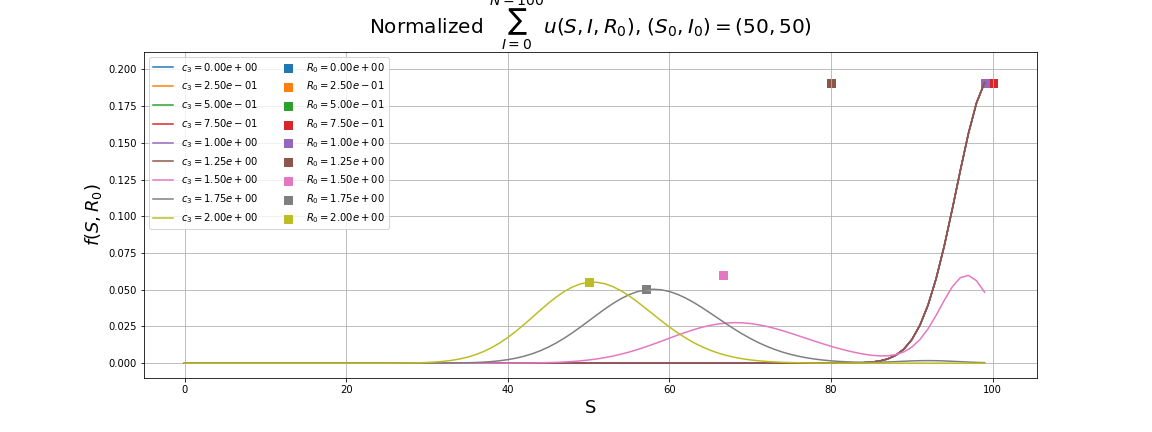 N = 100
Normalized ∑ u(S, I, R₀), (S₀, I₀) = (50, 50)
I = 0
0.200
0.175
0.150
0.125
0.100
0.075
0.050
0.025
0.000
f(S, R₀)
c₃ = 0.00e + 00
c₃ = 2.50e − 01
c₃ = 5.00e − 01
c₃ = 7.50e − 01
c₃ = 1.00e + 00
c₃ = 1.25e + 00
c₃ = 1.50e + 00
c₃ = 1.75e + 00
c₃ = 2.00e + 00
R₀ = 0.00e + 00
R₀ = 2.50e − 01
R₀ = 5.00e − 01
R₀ = 7.50e − 01
R₀ = 1.00e + 00
R₀ = 1.25e + 00
R₀ = 1.50e + 00
R₀ = 1.75e + 00
R₀ = 2.00e + 00
0 20 40 60 80 100
S